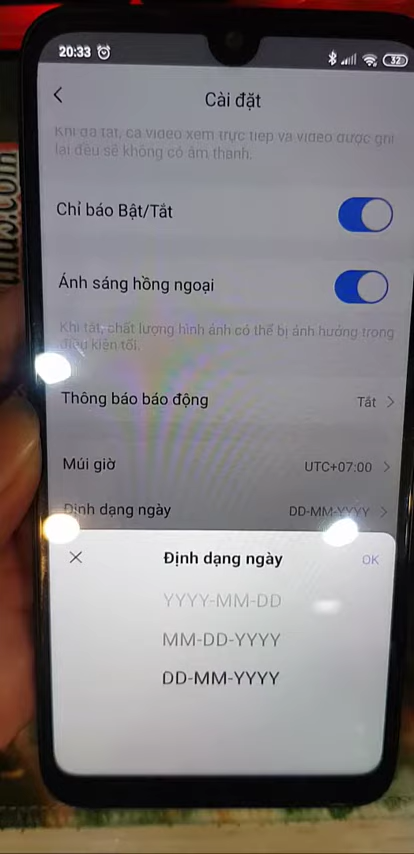 20:33
32
Cài đặt
Khi đã tắt, cả video xem trực tiếp và video được ghi
lại đều sẽ không có âm thanh.
Chỉ báo Bật/Tắt
Ánh sáng hồng ngoại
Khi tắt, chất lượng hình ảnh có thể bị ảnh hưởng trong
điều kiện tối.
Thông báo báo động Tắt
Múi giờ UTC+07:00
Định dạng ngày DD-MM-YYYY
Định dạng ngày OK
YYYY-MM-DD
MM-DD-YYYY
DD-MM-YYYY